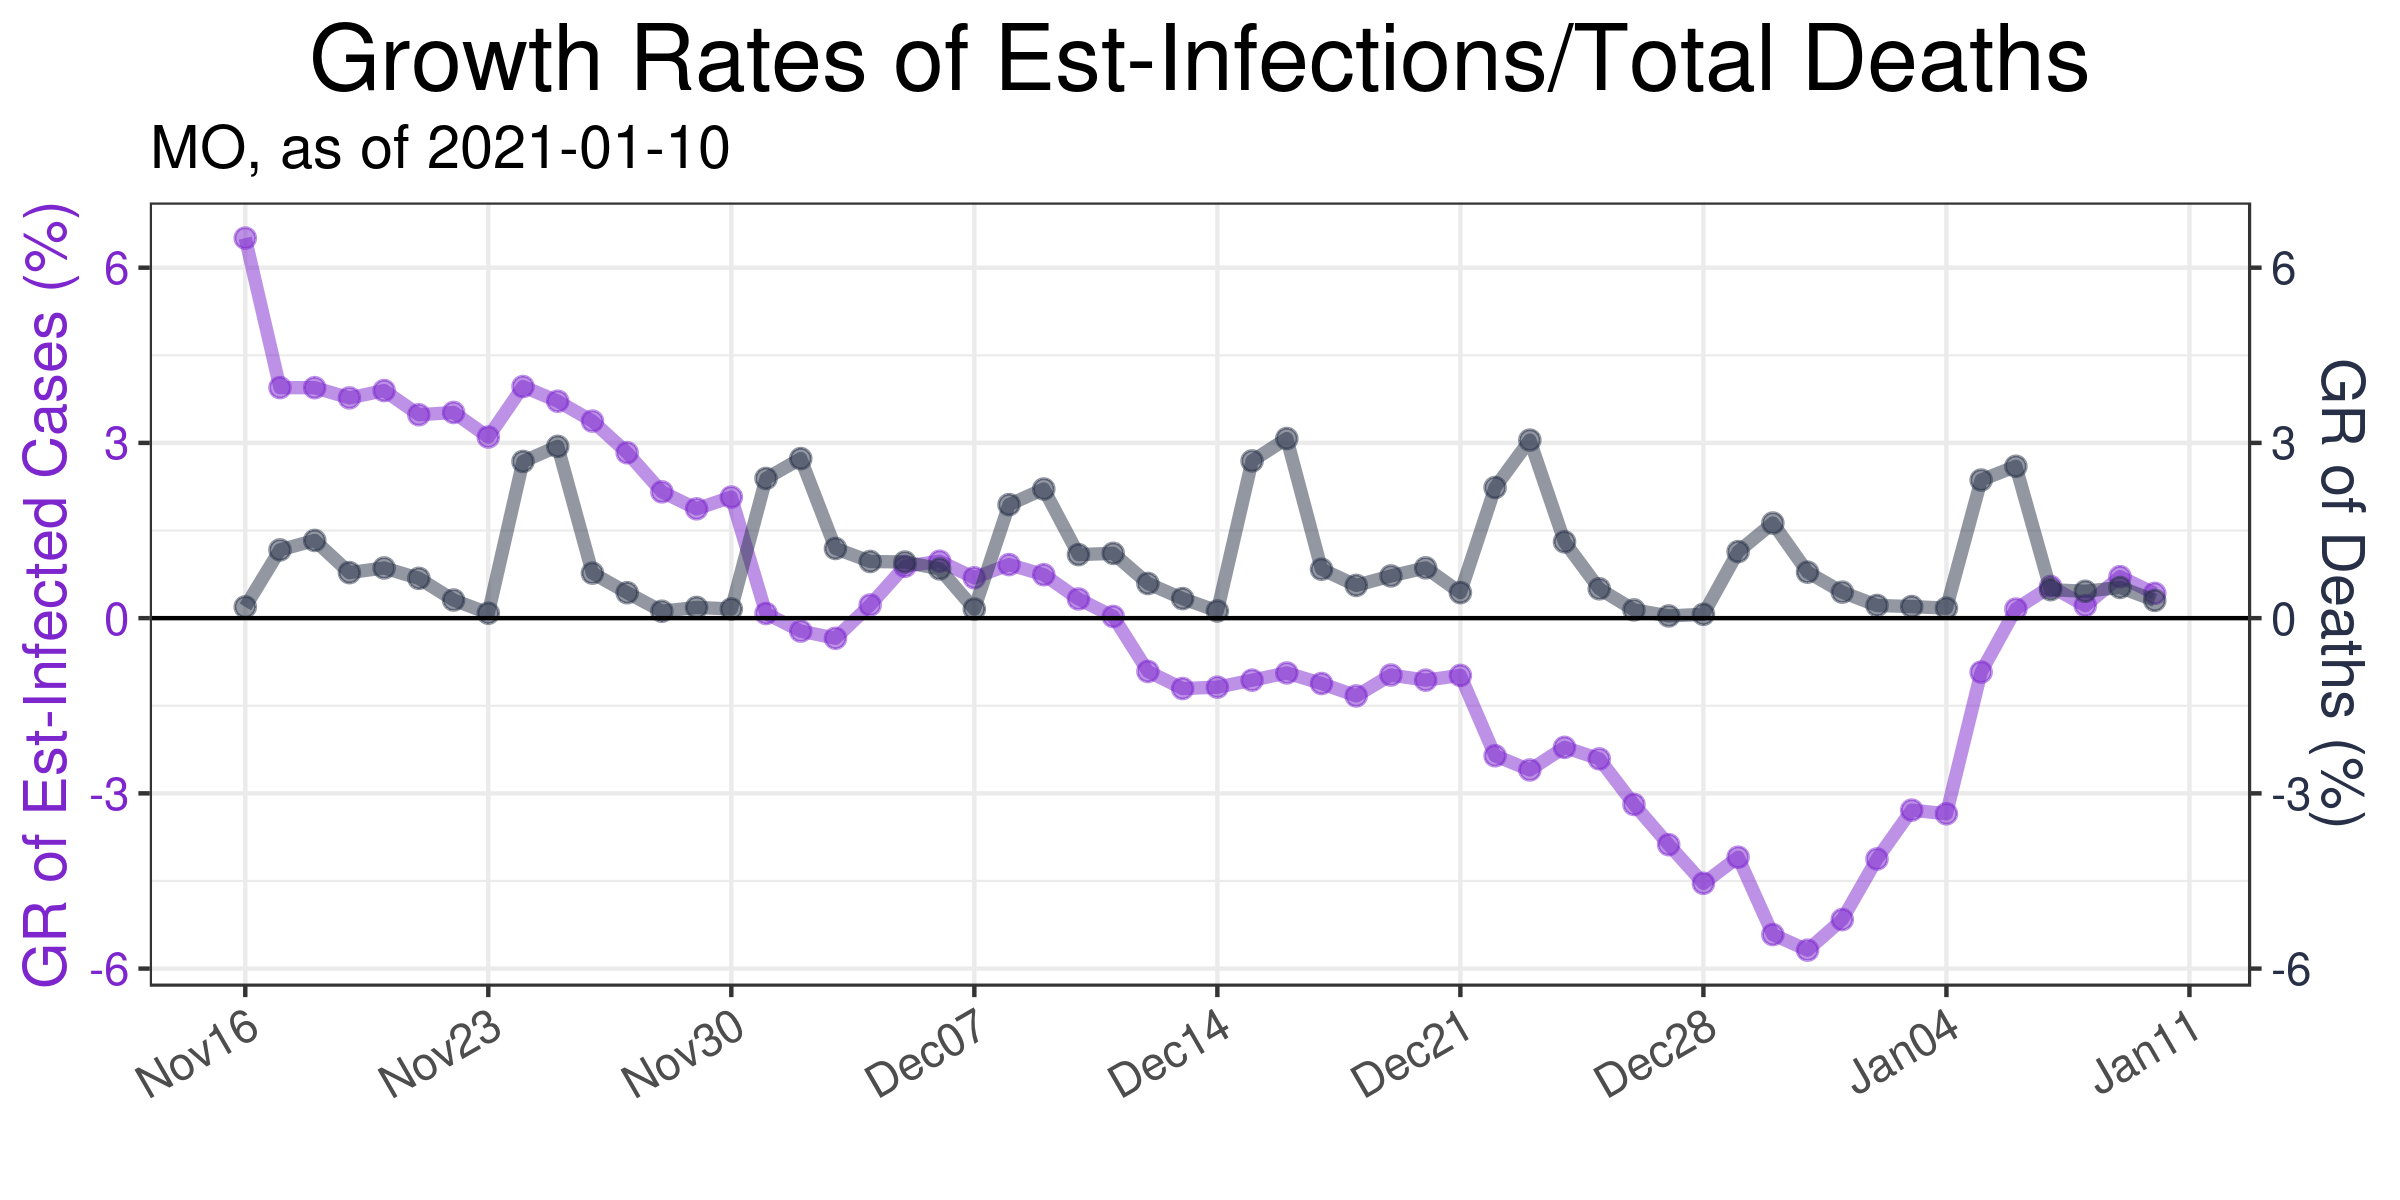 Growth Rates of Est-Infections/Total Deaths
MO, as of 2021-01-10
GR of Est-Infected Cases (%)
6
3
0
-3
-6
6
3
0
-3
-6
GR of Deaths (%)
Nov16
Nov23
Nov30
Dec07
Dec14
Dec21
Dec28
Jan04
Jan11